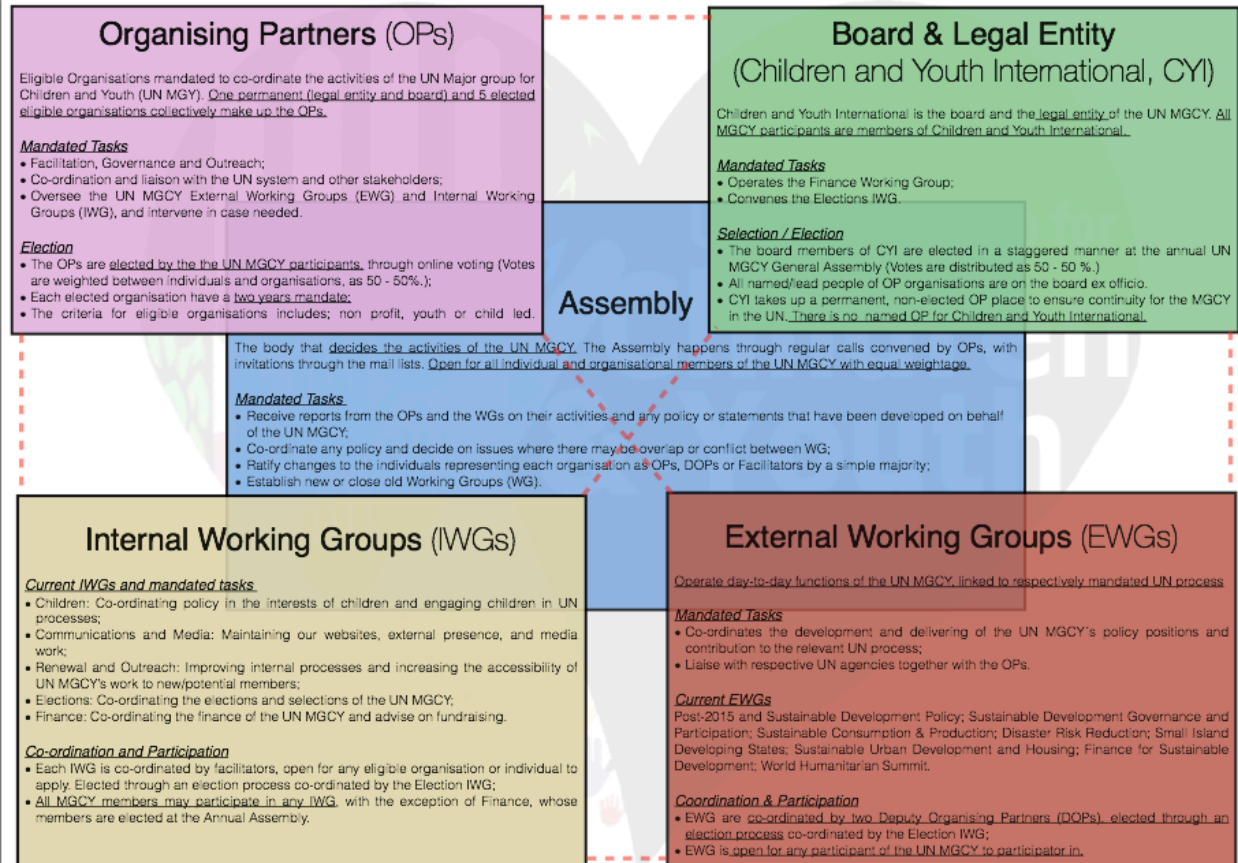 Organising Partners (OPs)
Eligible Organisations mandated to co-ordinate the activities of the UN Major group for
Children and Youth (UN MGY). One permanent (legal entity and board) and 5 elected
eligible organisations collectively make up the OPs.
Mandated Tasks
• Facilitation, Governance and Outreach;
• Co-ordination and liaison with the UN system and other stakeholders;
• Oversee the UN MGCY External Working Groups (EWG) and Internal Working
Groups (IWG), and intervene in case needed.
Election
• The OPs are elected by the the UN MGCY participants, through online voting (Votes
are weighted between individuals and organisations, as 50 - 50%.);
• Each elected organisation have a two years mandate;
• The criteria for eligible organisations includes; non profit, youth or child led.
Board & Legal Entity
(Children and Youth International, CYI)
Children and Youth International is the board and the legal entity of the UN MGCY. All
MGCY participants are members of Children and Youth International.
Mandated Tasks
• Operates the Finance Working Group;
• Convenes the Elections IWG.
Selection / Election
• The board members of CYI are elected in a staggered manner at the annual UN
MGCY General Assembly (Votes are distributed as 50 - 50 %.)
• All named/lead people of OP organisations are on the board ex officio.
• CYI takes up a permanent, non-elected OP place to ensure continuity for the MGCY
in the UN. There is no named OP for Children and Youth International.
Assembly
The body that decides the activities of the UN MGCY. The Assembly happens through regular calls convened by OPs, with
invitations through the mail lists. Open for all individual and organisational members of the UN MGCY with equal weightage.
Mandated Tasks
• Receive reports from the OPs and the WGs on their activities and any policy or statements that have been developed on behalf
of the UN MGCY;
• Co-ordinate any policy and decide on issues where there may be overlap or conflict between WG;
• Ratify changes to the individuals representing each organisation as OPs, DOPs or Facilitators by a simple majority;
• Establish new or close old Working Groups (WG).
Internal Working Groups (IWGs)
Current IWGs and mandated tasks
• Children: Co-ordinating policy in the interests of children and engaging children in UN
processes;
• Communications and Media: Maintaining our websites, external presence, and media
work;
• Renewal and Outreach: Improving internal processes and increasing the accessibility of
UN MGCY's work to new/potential members;
• Elections: Co-ordinating the elections and selections of the UN MGCY;
• Finance: Co-ordinating the finance of the UN MGCY and advise on fundraising.
Co-ordination and Participation
• Each IWG is co-ordinated by facilitators, open for any eligible organisation or individual to
apply. Elected through an election process co-ordinated by the Election IWG;
• All MGCY members may participate in any IWG, with the exception of Finance, whose
members are elected at the Annual Assembly.
External Working Groups (EWGs)
Operate day-to-day functions of the UN MGCY, linked to respectively mandated UN process
Mandated Tasks
• Co-ordinates the development and delivering of the UN MGCY´s policy positions and
contribution to the relevant UN process;
• Liaise with respective UN agencies together with the OPs.
Current EWGs
Post-2015 and Sustainable Development Policy; Sustainable Development Governance and
Participation; Sustainable Consumption & Production; Disaster Risk Reduction; Small Island
Developing States; Sustainable Urban Development and Housing; Finance for Sustainable
Development; World Humanitarian Summit.
Coordination & Participation
• EWG are co-ordinated by two Deputy Organising Partners (DOPs), elected through an
election process co-ordinated by the Election IWG;
• EWG is open for any participant of the UN MGCY to participator in.